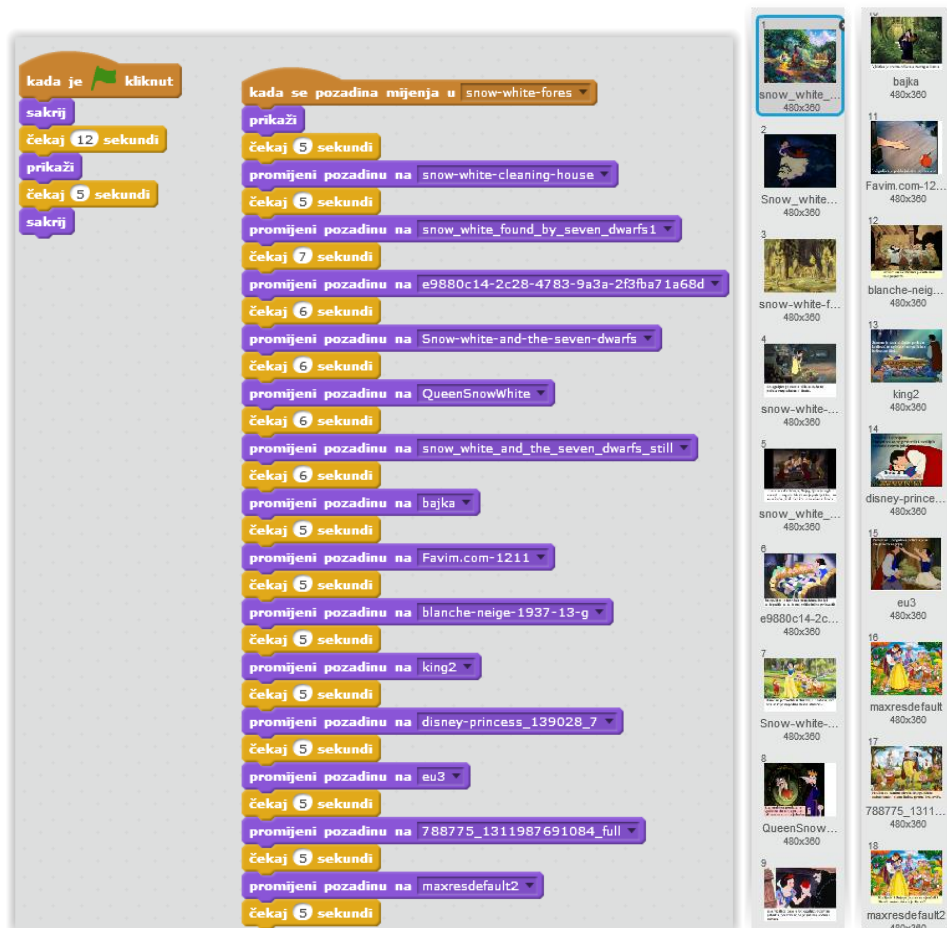 kada je kliknut
sakrij
čekaj 12 sekundi
prikaži
čekaj 5 sekundi
sakrij
kada se pozadina mijenja u snow-white-fores
prikaži
čekaj 5 sekundi
promijeni pozadinu na snow-white-cleaning-house
čekaj 5 sekundi
promijeni pozadinu na snow_white_found_by_seven_dwarfs1
čekaj 7 sekundi
promijeni pozadinu na e9880c14-2c28-4783-9a3a-2f3fba71a68d
čekaj 6 sekundi
promijeni pozadinu na Snow-white-and-the-seven-dwarfs
čekaj 6 sekundi
promijeni pozadinu na QueenSnowWhite
čekaj 6 sekundi
promijeni pozadinu na snow_white_and_the_seven_dwarfs_still
čekaj 6 sekundi
promijeni pozadinu na bajka
čekaj 5 sekundi
promijeni pozadinu na Favim.com-1211
čekaj 5 sekundi
promijeni pozadinu na blanche-neige-1937-13-g
čekaj 5 sekundi
promijeni pozadinu na king2
čekaj 5 sekundi
promijeni pozadinu na disney-princess_139028_7
čekaj 5 sekundi
promijeni pozadinu na eu3
čekaj 5 sekundi
promijeni pozadinu na 788775_1311987691084_full
čekaj 5 sekundi
promijeni pozadinu na maxresdefault2
čekaj 5 sekundi
1
snow_white_...
480x360
2
Snow_white...
480x360
3
snow-white-f...
480x360
4
snow-white-...
480x360
5
snow_white_...
480x360
6
e9880c14-2c...
480x360
7
Snow-white-...
480x360
8
QueenSnow...
480x360
9
bajka
480x360
11
Favim.com-12...
480x360
12
blanche-neig...
480x360
13
king2
480x360
14
disney-prince...
480x360
15
eu3
480x360
16
maxresdefault
480x360
17
788775_1311...
480x360
18
maxresdefault2
480x360